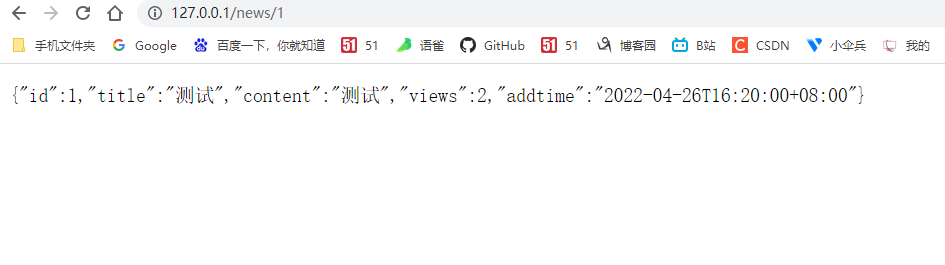 127.0.0.1/news/1
手机文件夹 Google 百度一下，你就知道 51 语雀 GitHub 51 博客园 B站 CSDN 小伞兵 我的
{"id":1,"title":"测试","content":"测试","views":2,"addtime":"2022-04-26T16:20:00+08:00"}